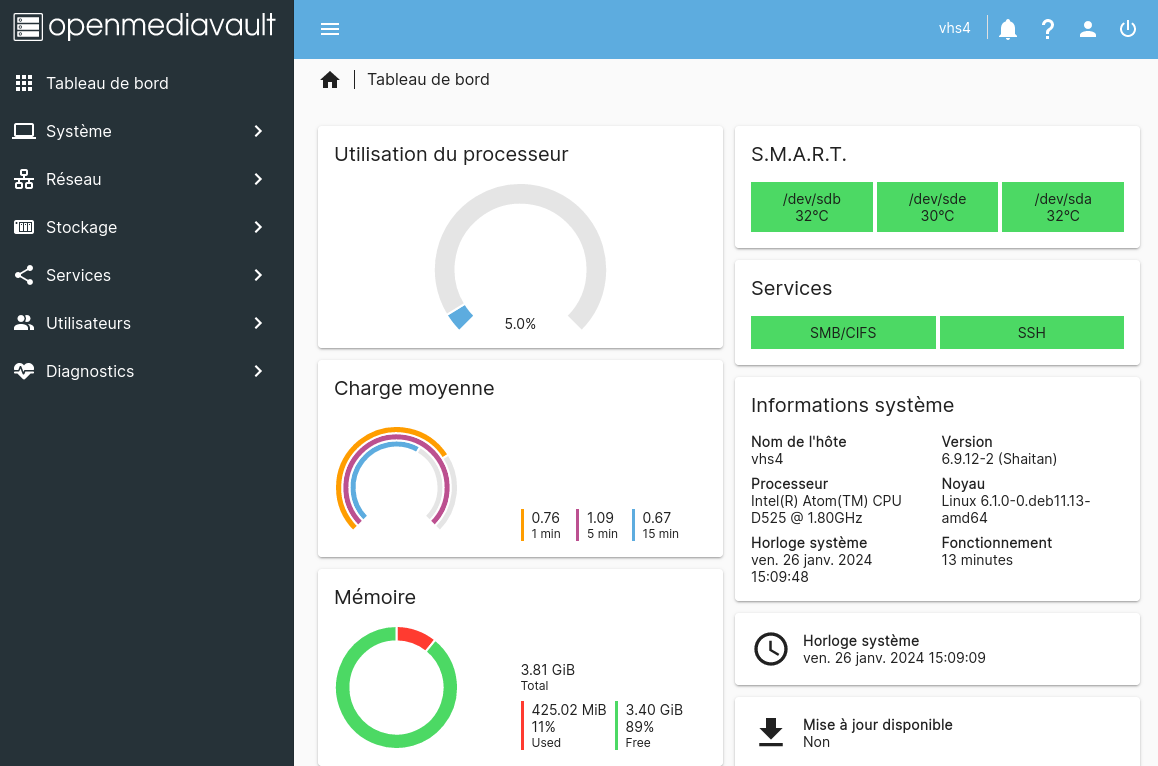 openmediavault
vhs4
Tableau de bord
Système
Réseau
Stockage
Services
Utilisateurs
Diagnostics
Tableau de bord
Utilisation du processeur
5.0%
Charge moyenne
0.76
1 min
1.09
5 min
0.67
15 min
Mémoire
3.81 GiB
Total
425.02 MiB
11%
Used
3.40 GiB
89%
Free
S.M.A.R.T.
/dev/sdb
32°C
/dev/sde
30°C
/dev/sda
32°C
Services
SMB/CIFS
SSH
Informations système
Nom de l'hôte
vhs4
Version
6.9.12-2 (Shaitan)
Processeur
Intel(R) Atom(TM) CPU
D525 @ 1.80GHz
Noyau
Linux 6.1.0-0.deb11.13-
amd64
Horloge système
ven. 26 janv. 2024
15:09:48
Fonctionnement
13 minutes
Horloge système
ven. 26 janv. 2024 15:09:09
Mise à jour disponible
Non